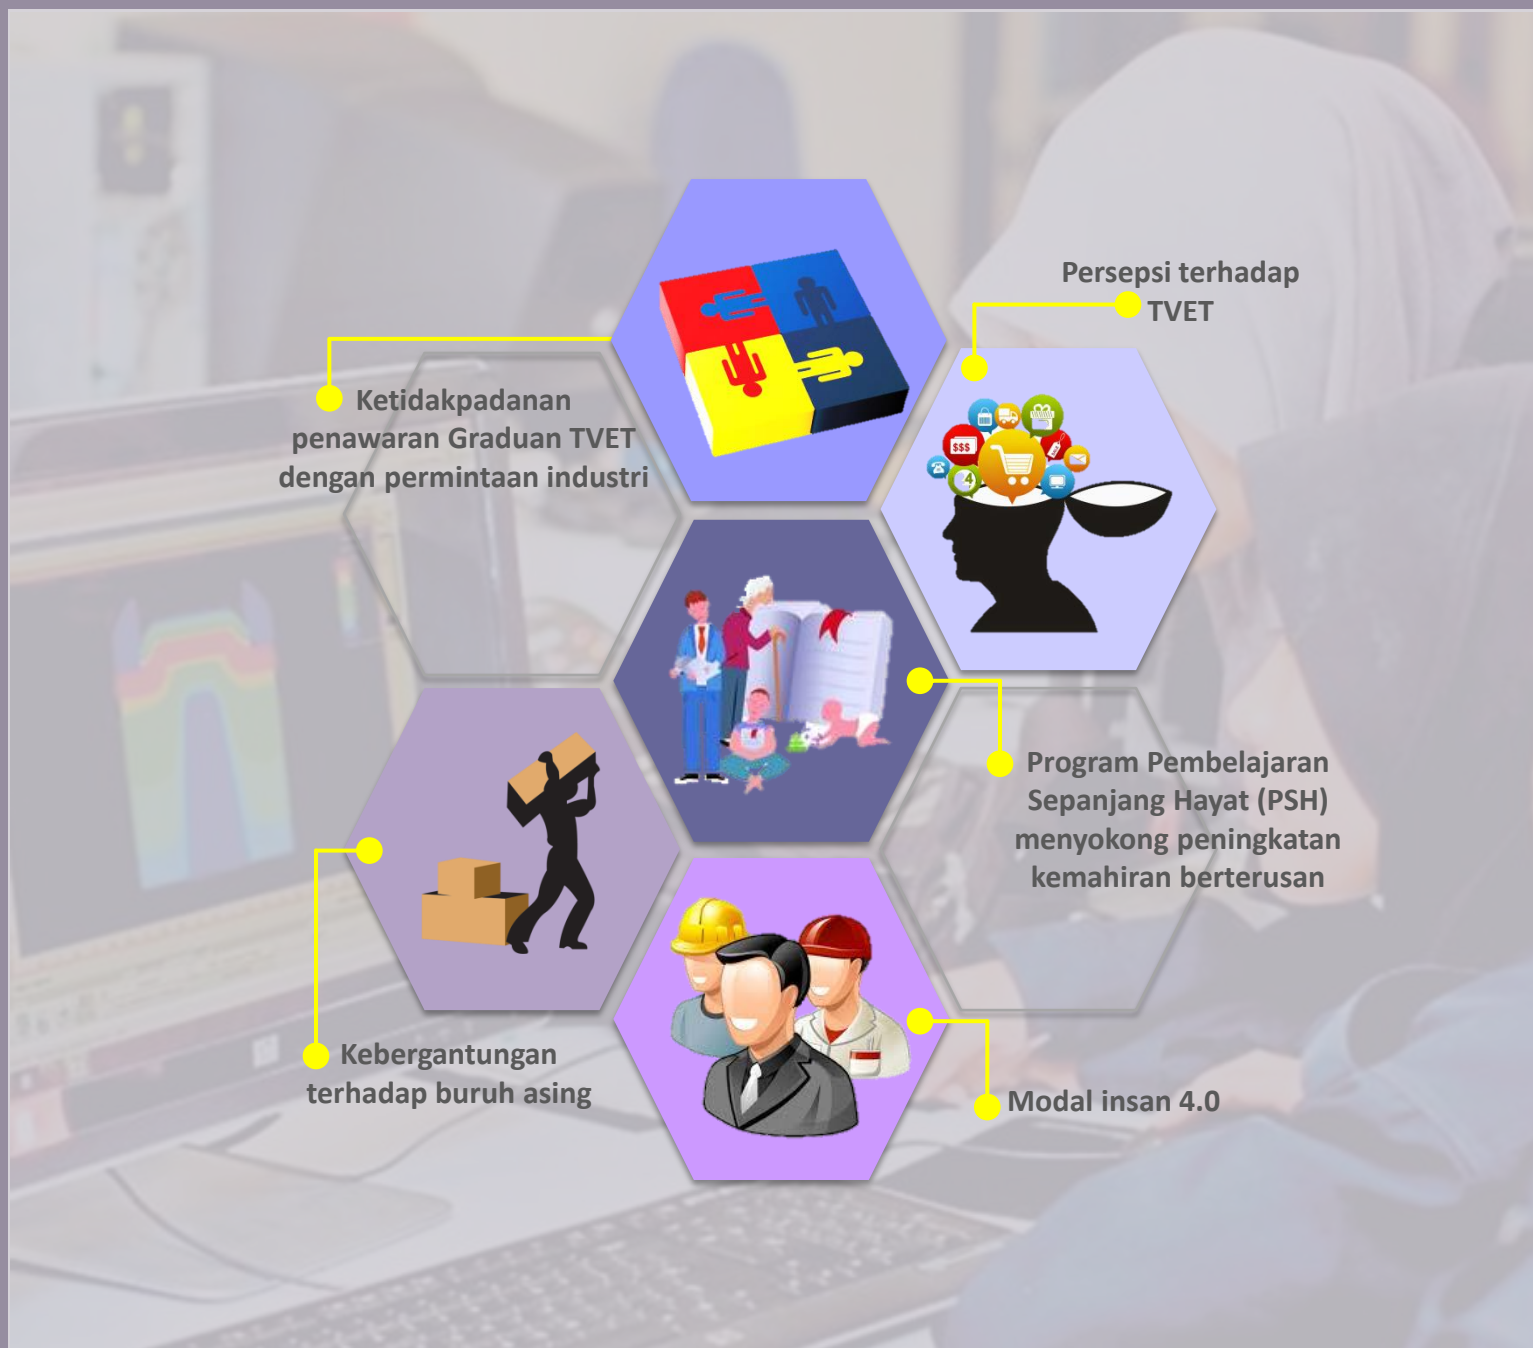 Persepsi terhadap
TVET
Ketidakpadanan
penawaran Graduan TVET
dengan permintaan industri
$$$
4
Program Pembelajaran
Sepanjang Hayat (PSH)
menyokong peningkatan
kemahiran berterusan
Kebergantungan
terhadap buruh asing
Modal insan 4.0